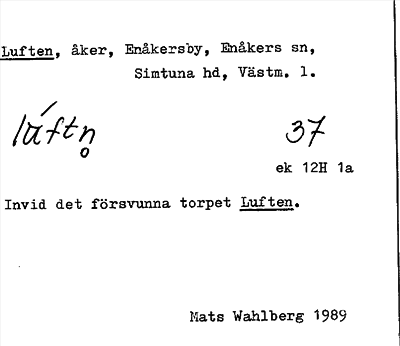 Luften, åker, Enåkersby, Enåkers sn,
Simtuna hd, Västm. l.
lúftn̥ 37
ek 12H 1a
Invid det försvunna torpet Luften.
Mats Wahlberg 1989